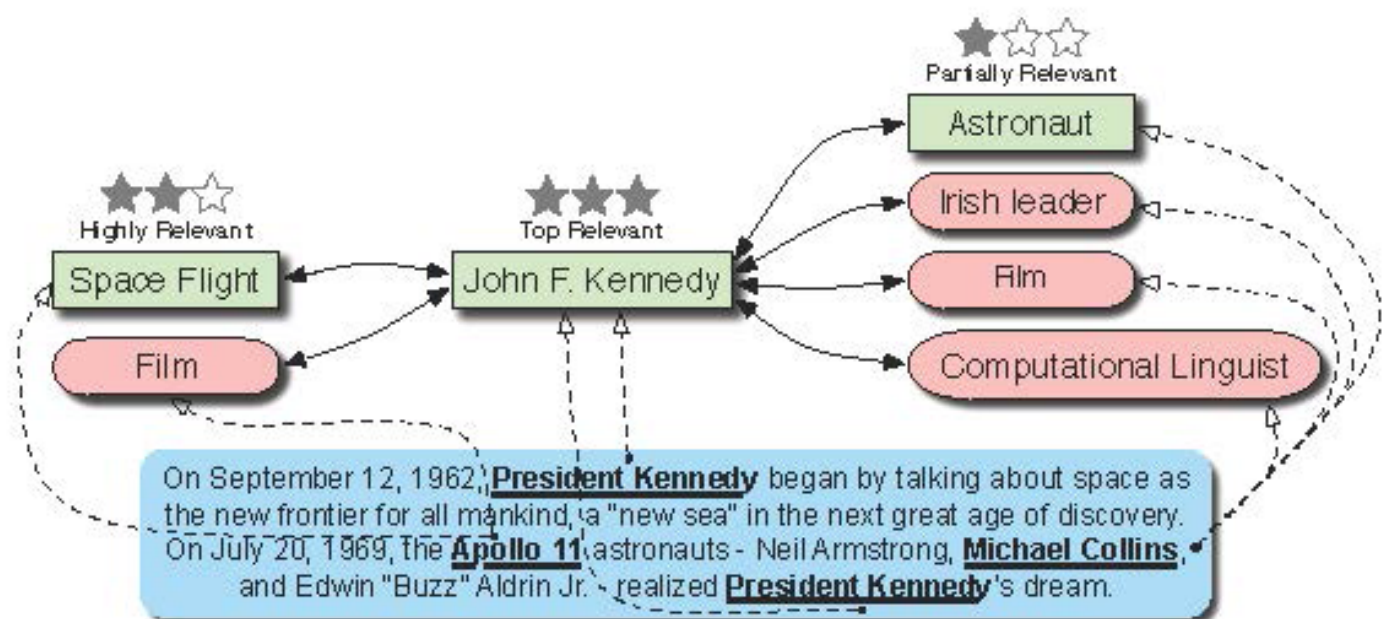 Partially Relevant
Astronaut
Irish leader
Highly Relevant
Top Relevant
Space Flight
John F. Kennedy
Film
Film
Computational Linguist
On September 12, 1962, President Kennedy began by talking about space as
the new frontier for all mankind, a "new sea" in the next great age of discovery.
On July 20, 1969, the Apollo 11 astronauts - Neil Armstrong, Michael Collins,
and Edwin "Buzz" Aldrin Jr. - realized President Kennedy's dream.